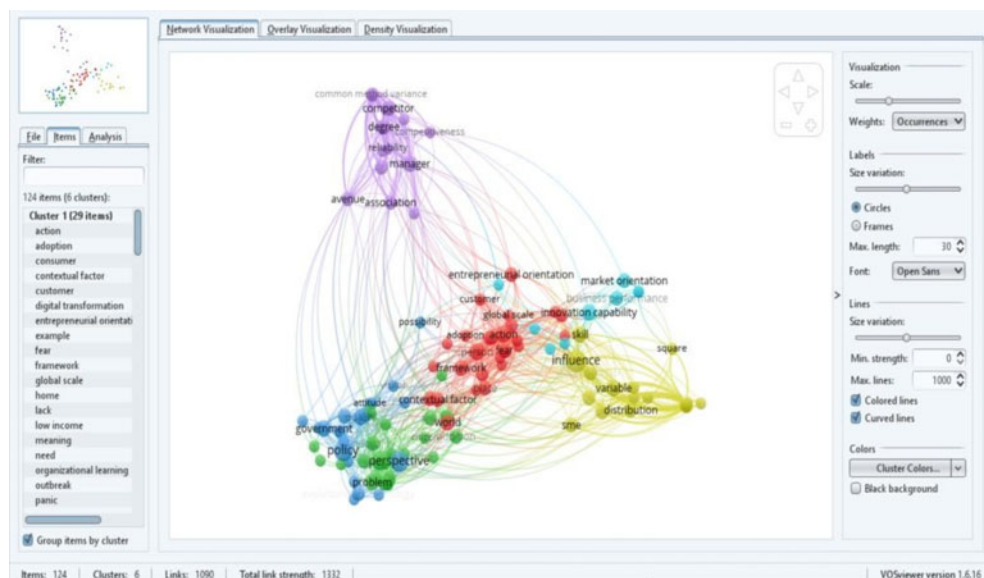 Network Visualization Overlay Visualization Density Visualization
File Items Analysis
Filter:
124 items (6 clusters):
Cluster 1 (29 items)
action
adoption
consumer
contextual factor
customer
digital transformation
entrepreneurial orientati
example
fear
framework
global scale
home
lack
low income
meaning
need
organizational learning
outbreak
panic
Group items by cluster
common method variance
competitor
degree
competitiveness
reliability
manager
avenue
association
entrepreneurial orientation
market orientation
customer
business performance
global scale
innovation capability
possibility
adoption
action
skill
person
fear
square
influence
framework
place
attitude
contextual factor
variable
distribution
government
world
sme
policy
perspective
problem
Visualization
Scale:
Weights: Occurrences
Labels
Size variation:
Circles
Frames
Max. length: 30
Font: Open Sans
Lines
Size variation:
Min. strength: 0
Max. lines: 1000
Colored lines
Curved lines
Colors
Cluster Colors...
Black background
Items: 124 Clusters: 6 Links: 1090 Total link strength: 1332 VOSviewer version 1.6.16